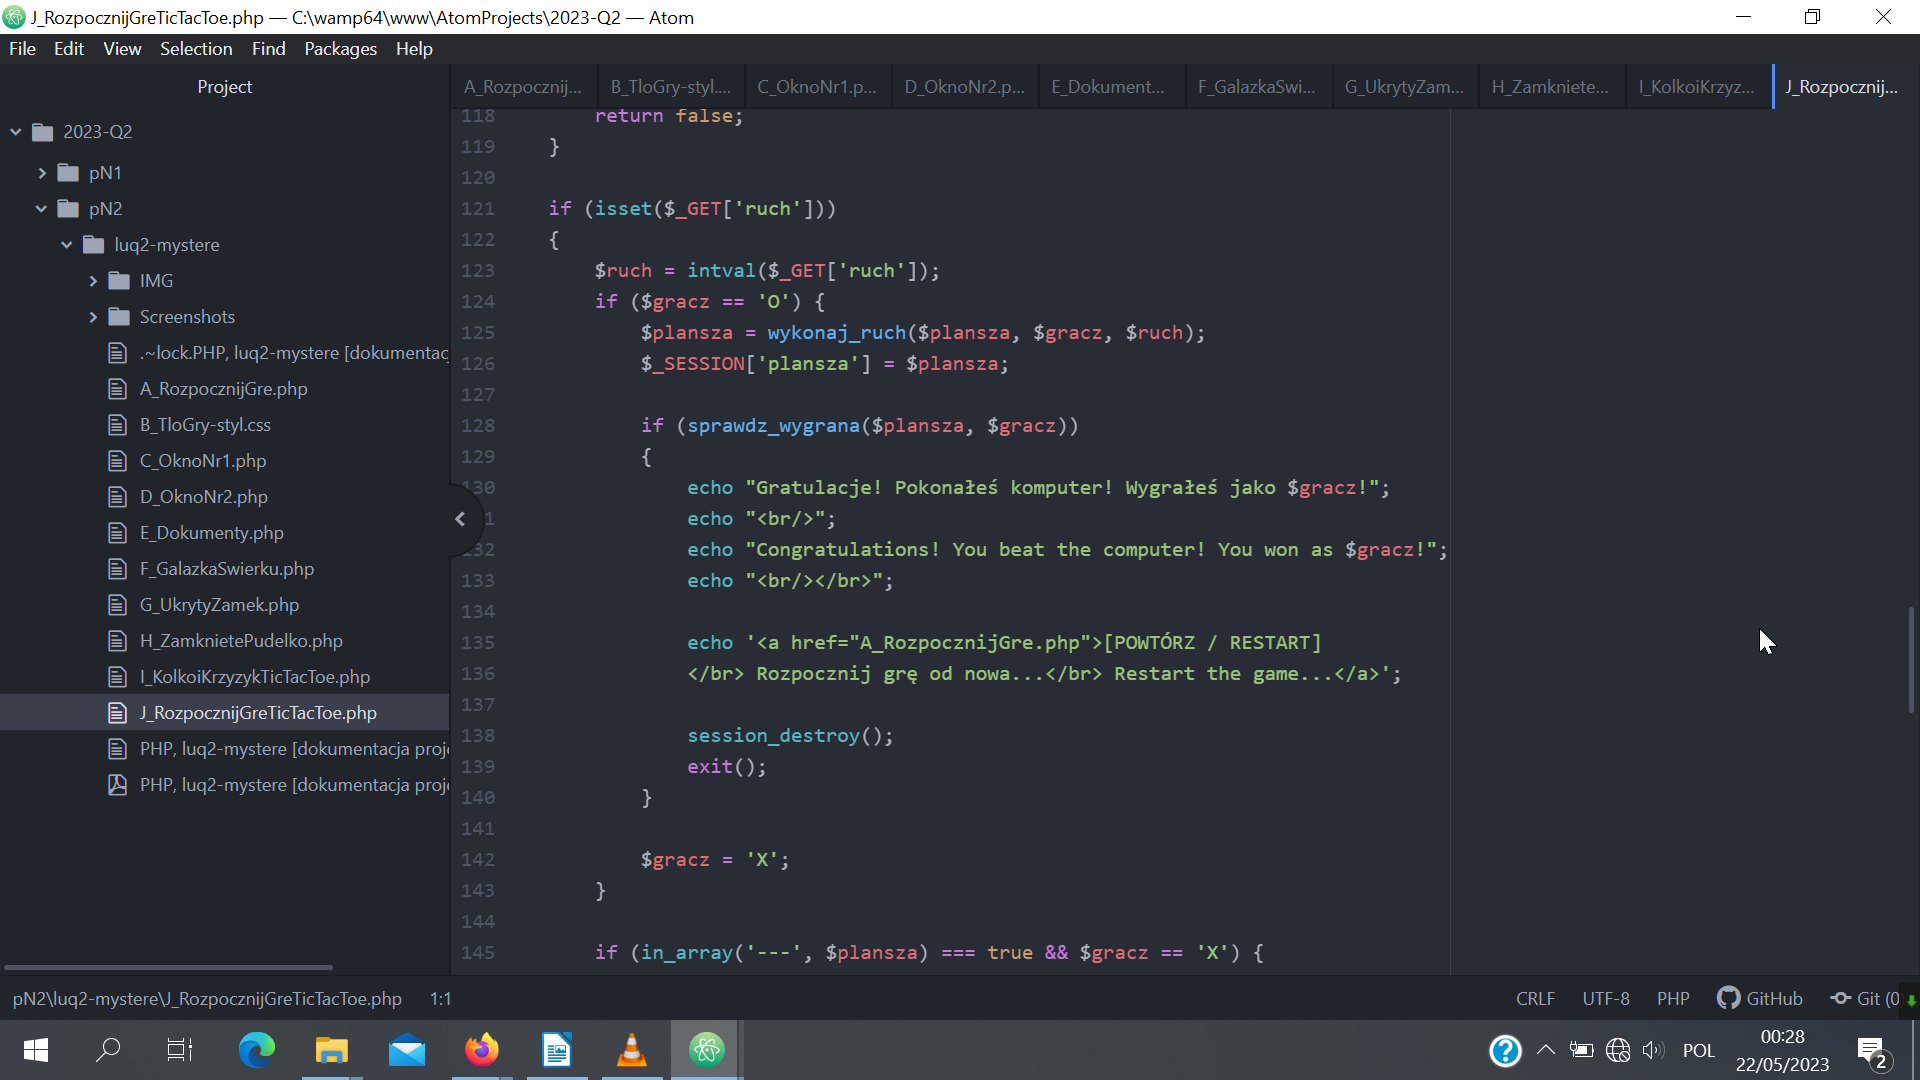 J_RozpocznijGreTicTacToe.php — C:\wamp64\www\AtomProjects\2023-Q2 — Atom
File Edit View Selection Find Packages Help
Project
2023-Q2
pN1
pN2
luq2-mystere
IMG
Screenshots
.~lock.PHP, luq2-mystere [dokumentac
A_RozpocznijGre.php
B_TloGry-styl.css
C_OknoNr1.php
D_OknoNr2.php
E_Dokumenty.php
F_GalazkaSwierku.php
G_UkrytyZamek.php
H_ZamknietePudelko.php
I_KolkoiKrzyzykTicTacToe.php
J_RozpocznijGreTicTacToe.php
PHP, luq2-mystere [dokumentacja proj
PHP, luq2-mystere [dokumentacja proj
A_Rozpocznij... B_TloGry-styl.... C_OknoNr1.p... D_OknoNr2.p... E_Dokument... F_GalazkaSwi... G_UkrytyZam... H_Zamkniete... I_KolkoiKrzyz... J_Rozpocznij...
118 return false;
119 }
120
121 if (isset($_GET['ruch']))
122 {
123 $ruch = intval($_GET['ruch']);
124 if ($gracz == 'O') {
125 $plansza = wykonaj_ruch($plansza, $gracz, $ruch);
126 $_SESSION['plansza'] = $plansza;
127
128 if (sprawdz_wygrana($plansza, $gracz))
129 {
130 echo "Gratulacje! Pokonałeś komputer! Wygrałeś jako $gracz!";
1 echo "<br/>";
132 echo "Congratulations! You beat the computer! You won as $gracz!";
133 echo "<br/></br>";
134
135 echo '<a href="A_RozpocznijGre.php">[POWTÓRZ / RESTART]
136 </br> Rozpocznij grę od nowa...</br> Restart the game...</a>';
137
138 session_destroy();
139 exit();
140 }
141
142 $gracz = 'X';
143 }
144
145 if (in_array('---', $plansza) === true && $gracz == 'X') {
pN2\luq2-mystere\J_RozpocznijGreTicTacToe.php 1:1 CRLF UTF-8 PHP GitHub Git (0
POL 00:28
22/05/2023 2